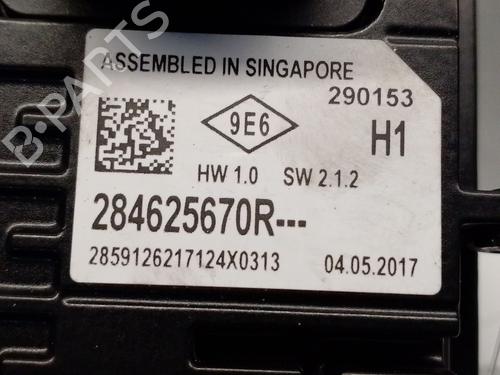 ASSEMBLED IN SINGAPORE
290153
9E6
H1
HW 1.0 SW 2.1.2
284625670R---
2859126217124X0313 04.05.2017
B-PARTS